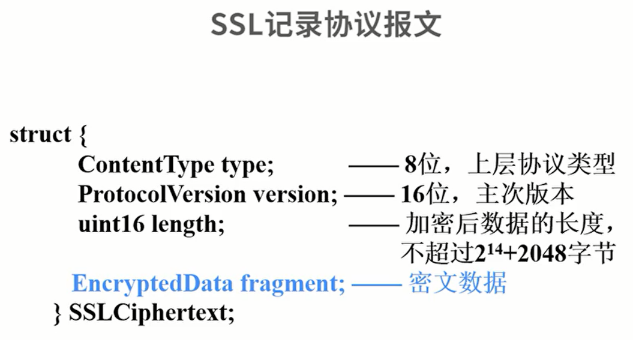 SSL记录协议报文
struct {
ContentType type; —— 8位，上层协议类型
ProtocolVersion version; —— 16位，主次版本
uint16 length; —— 加密后数据的长度，
不超过2¹⁴+2048字节
EncryptedData fragment; —— 密文数据
} SSLCiphertext;